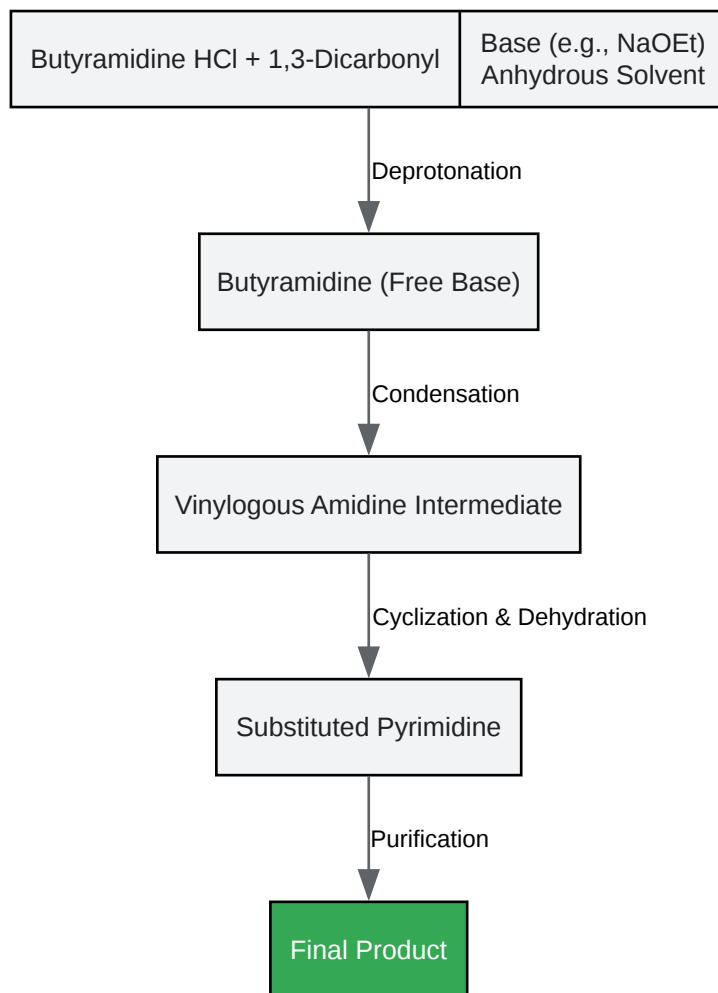 Butyramidine HCl + 1,3-Dicarbonyl
Base (e.g., NaOEt)
Anhydrous Solvent
Deprotonation
Butyramidine (Free Base)
Condensation
Vinylogous Amidine Intermediate
Cyclization & Dehydration
Substituted Pyrimidine
Purification
Final Product